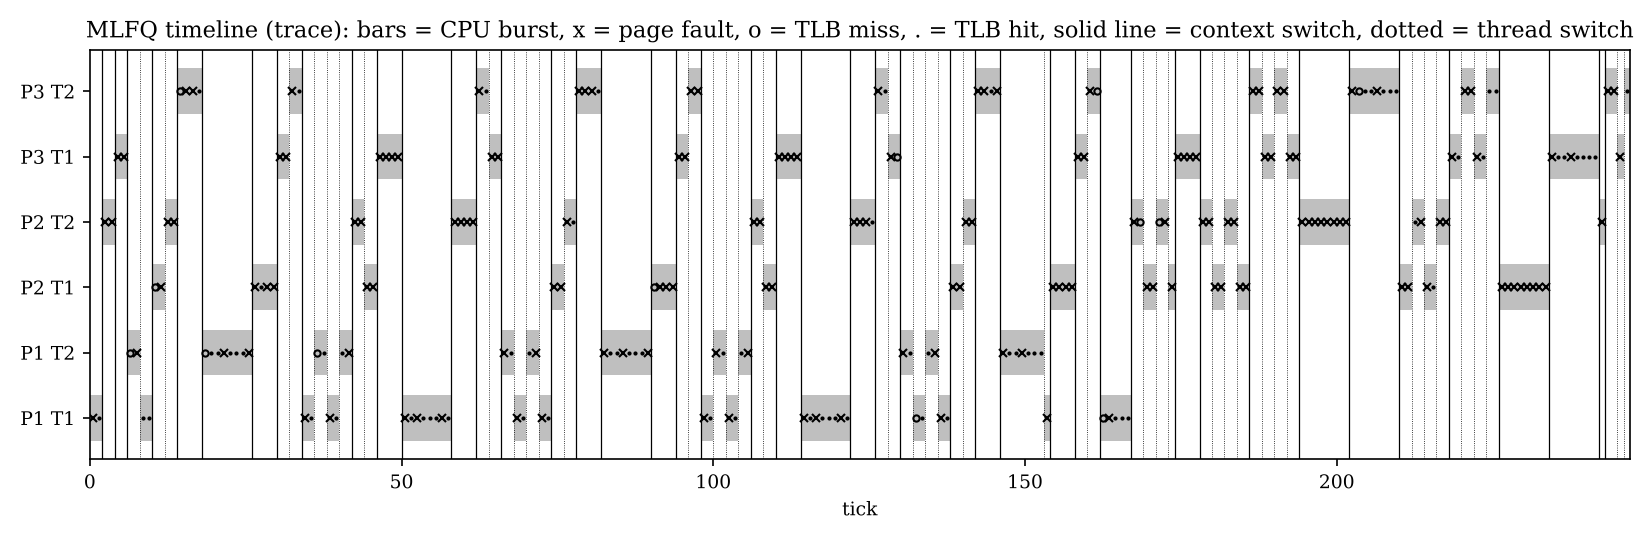 MLFQ timeline (trace): bars = CPU burst, x = page fault, o = TLB miss, . = TLB hit, solid line = context switch, dotted = thread switch
P3 T2
P3 T1
P2 T2
P2 T1
P1 T2
P1 T1
0 50 100 150 200
tick